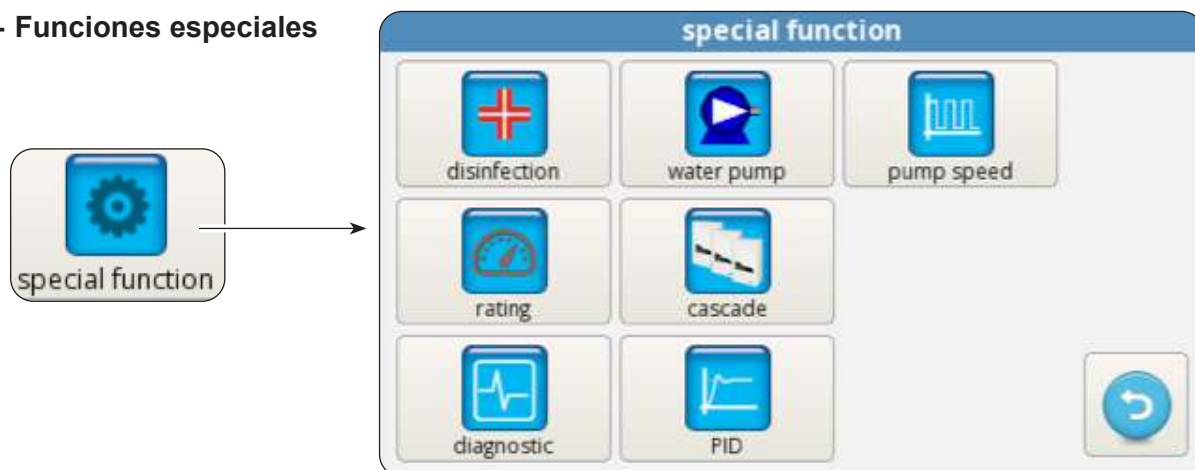 - Funciones especiales
special function
special function
disinfection
water pump
pump speed
rating
cascade
diagnostic
PID